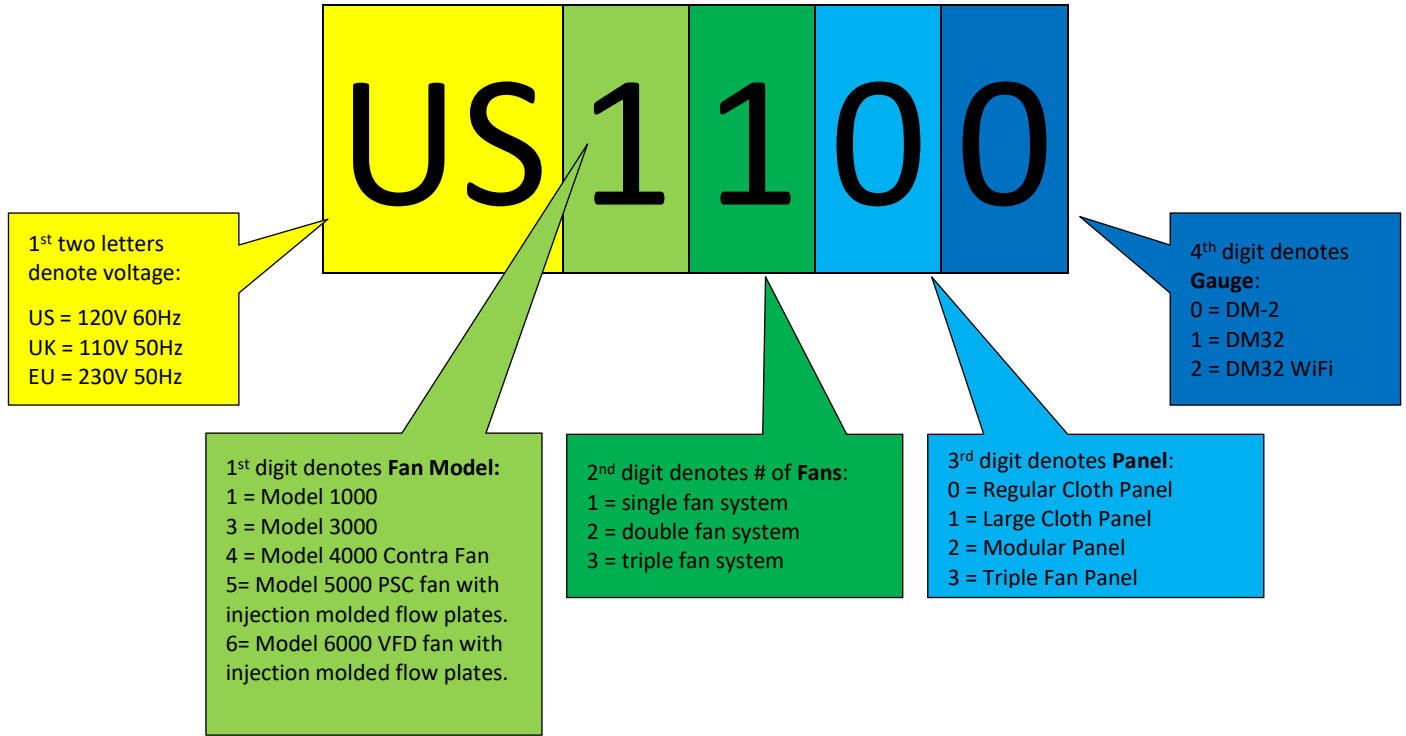 US1100
1st two letters
denote voltage:
US = 120V 60Hz
UK = 110V 50Hz
EU = 230V 50Hz
1st digit denotes Fan Model:
1 = Model 1000
3 = Model 3000
4 = Model 4000 Contra Fan
5= Model 5000 PSC fan with
injection molded flow plates.
6= Model 6000 VFD fan with
injection molded flow plates.
2nd digit denotes # of Fans:
1 = single fan system
2 = double fan system
3 = triple fan system
3rd digit denotes Panel:
0 = Regular Cloth Panel
1 = Large Cloth Panel
2 = Modular Panel
3 = Triple Fan Panel
4th digit denotes
Gauge:
0 = DM-2
1 = DM32
2 = DM32 WiFi